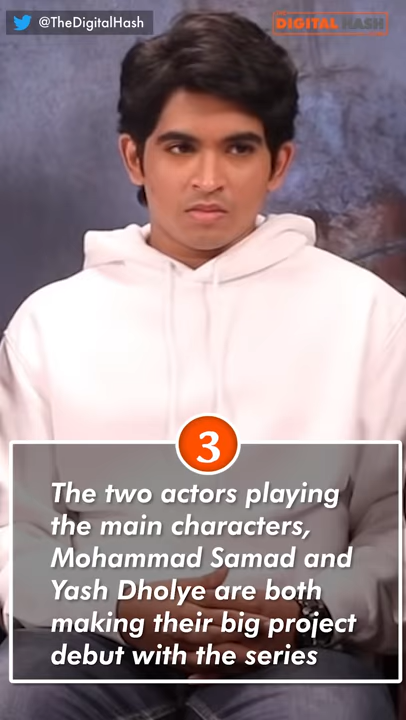 @TheDigitalHash
THE
DIGITAL HASH
3
The two actors playing
the main characters,
Mohammad Samad and
Yash Dholye are both
making their big project
debut with the series